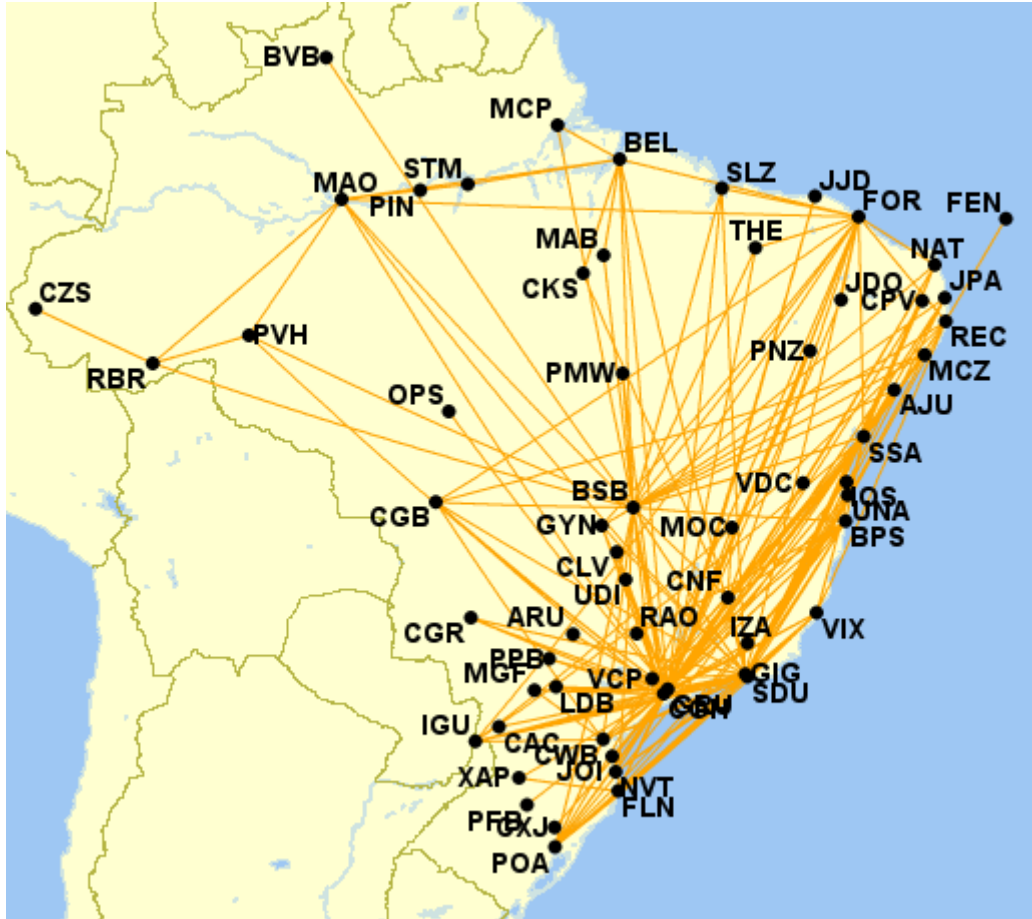 BVB
MCP
BEL
STM
MAO
SLZ
JJD
PIN
FOR
FEN
THE
MAB
NAT
CKS
JDO
CPV
JPA
CZS
PVH
REC
PNZ
RBR
PMW
MCZ
OPS
AJU
SSA
VDC
BSB
IOS
CGB
GYN
MOC
UNA
BPS
CLV
CNF
UDI
ARU
RAO
IZA
VIX
CGR
PPB
MGF
VCP
GIG
LDB
GRU
SDU
CGH
IGU
CAC
CWB
XAP
JOI
NVT
FLN
PFB
CXJ
POA